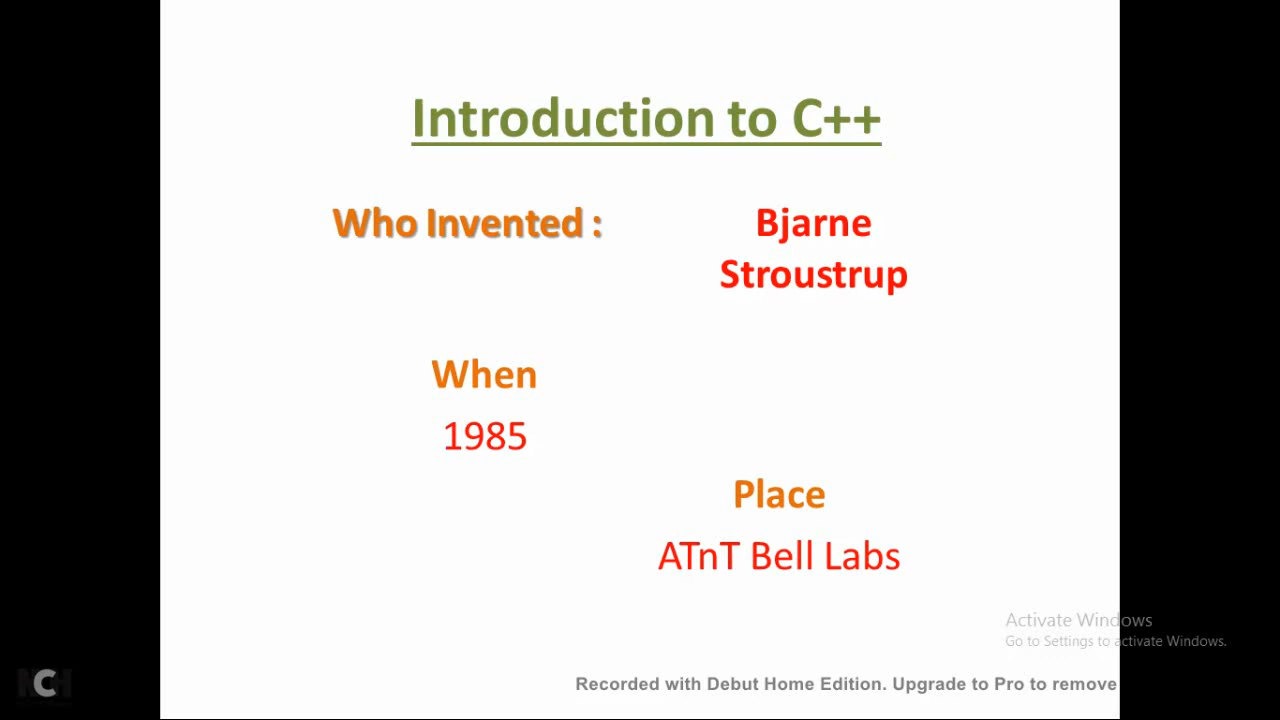 Introduction to C++
Who Invented :
Bjarne
Stroustrup
When
1985
Place
ATnT Bell Labs
Activate Windows
Go to Settings to activate Windows.
NCH
Recorded with Debut Home Edition. Upgrade to Pro to remove